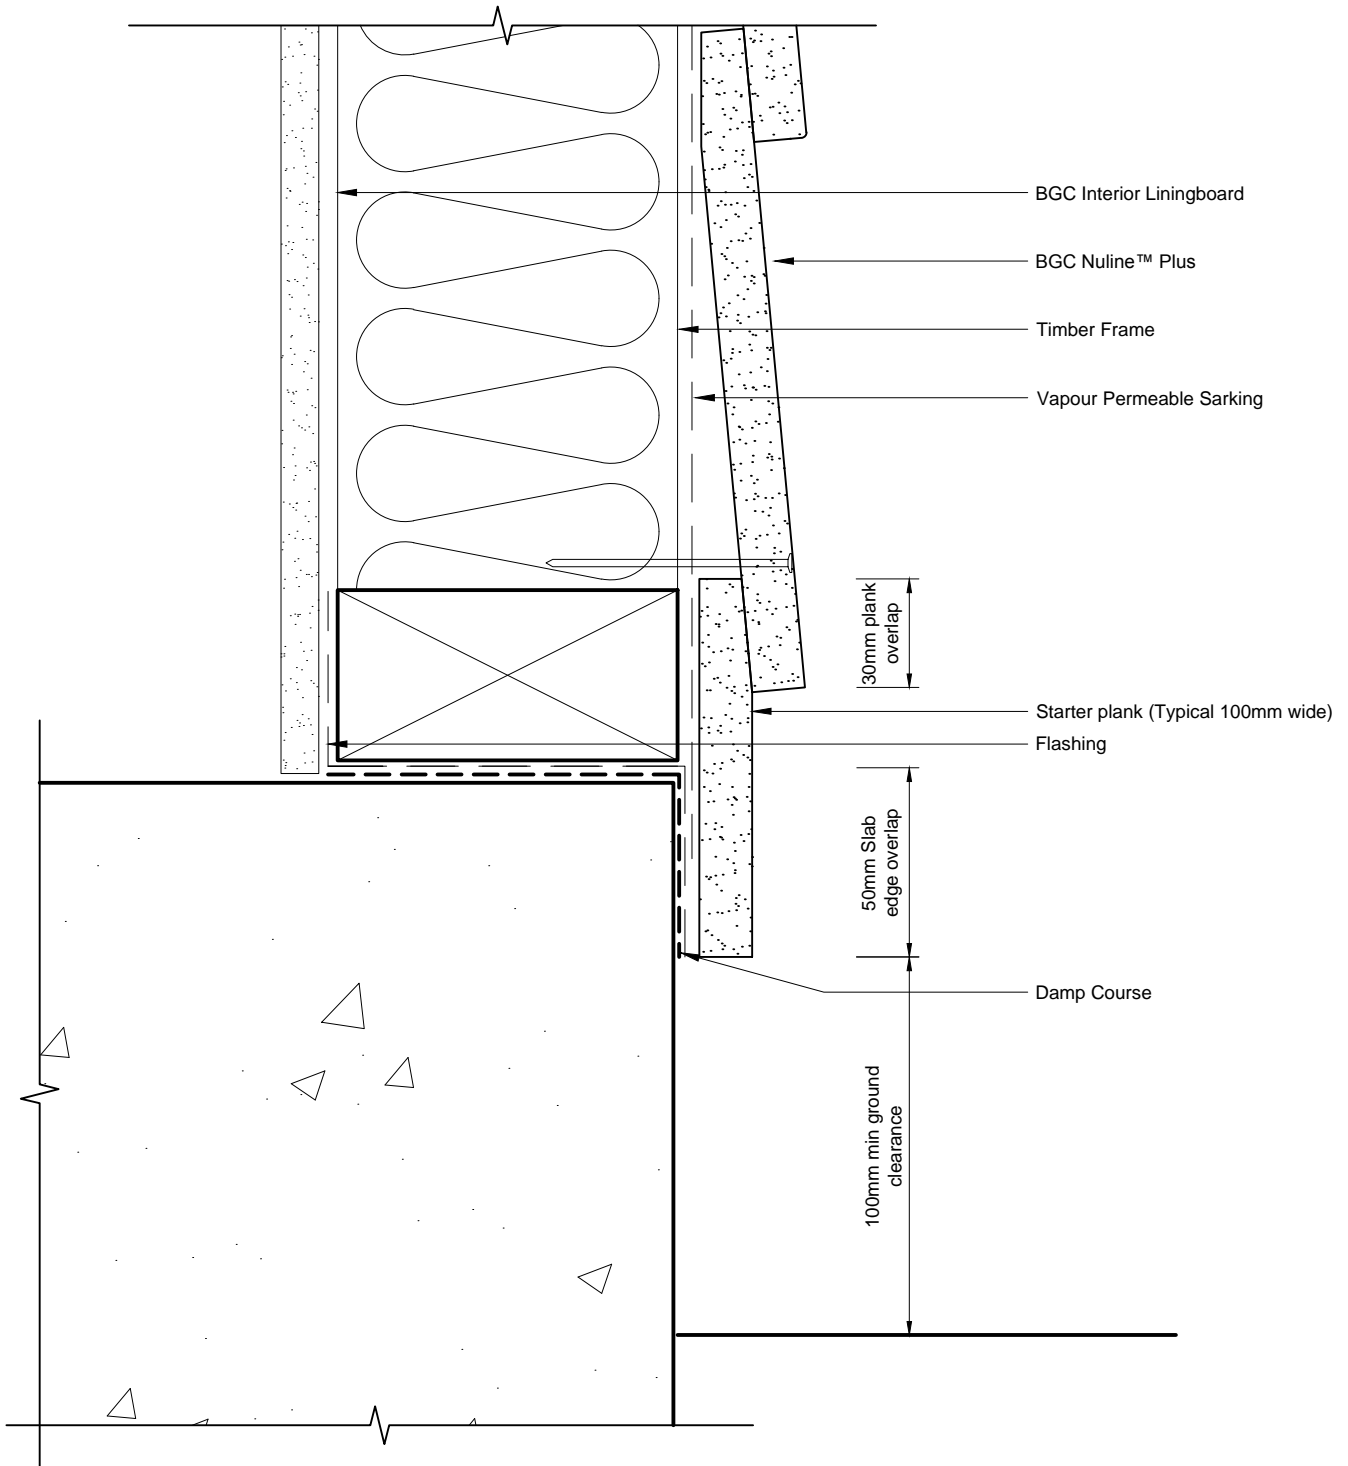 BGC Interior Liningboard
BGC Nuline™ Plus
Timber Frame
Vapour Permeable Sarking
30mm plank
overlap
Starter plank (Typical 100mm wide)
Flashing
50mm Slab
edge overlap
Damp Course
100mm min ground
clearance